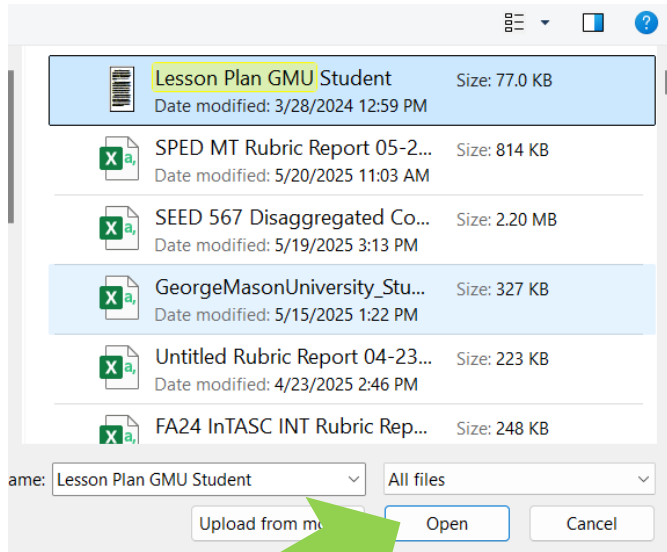 Lesson Plan GMU Student Size: 77.0 KB
Date modified: 3/28/2024 12:59 PM
SPED MT Rubric Report 05-2... Size: 814 KB
Date modified: 5/20/2025 11:03 AM
SEED 567 Disaggregated Co... Size: 2.20 MB
Date modified: 5/19/2025 3:13 PM
GeorgeMasonUniversity_Stu... Size: 327 KB
Date modified: 5/15/2025 1:22 PM
Untitled Rubric Report 04-23... Size: 223 KB
Date modified: 4/23/2025 2:46 PM
FA24 InTASC INT Rubric Rep... Size: 248 KB
ame: Lesson Plan GMU Student All files
Upload from Open Cancel